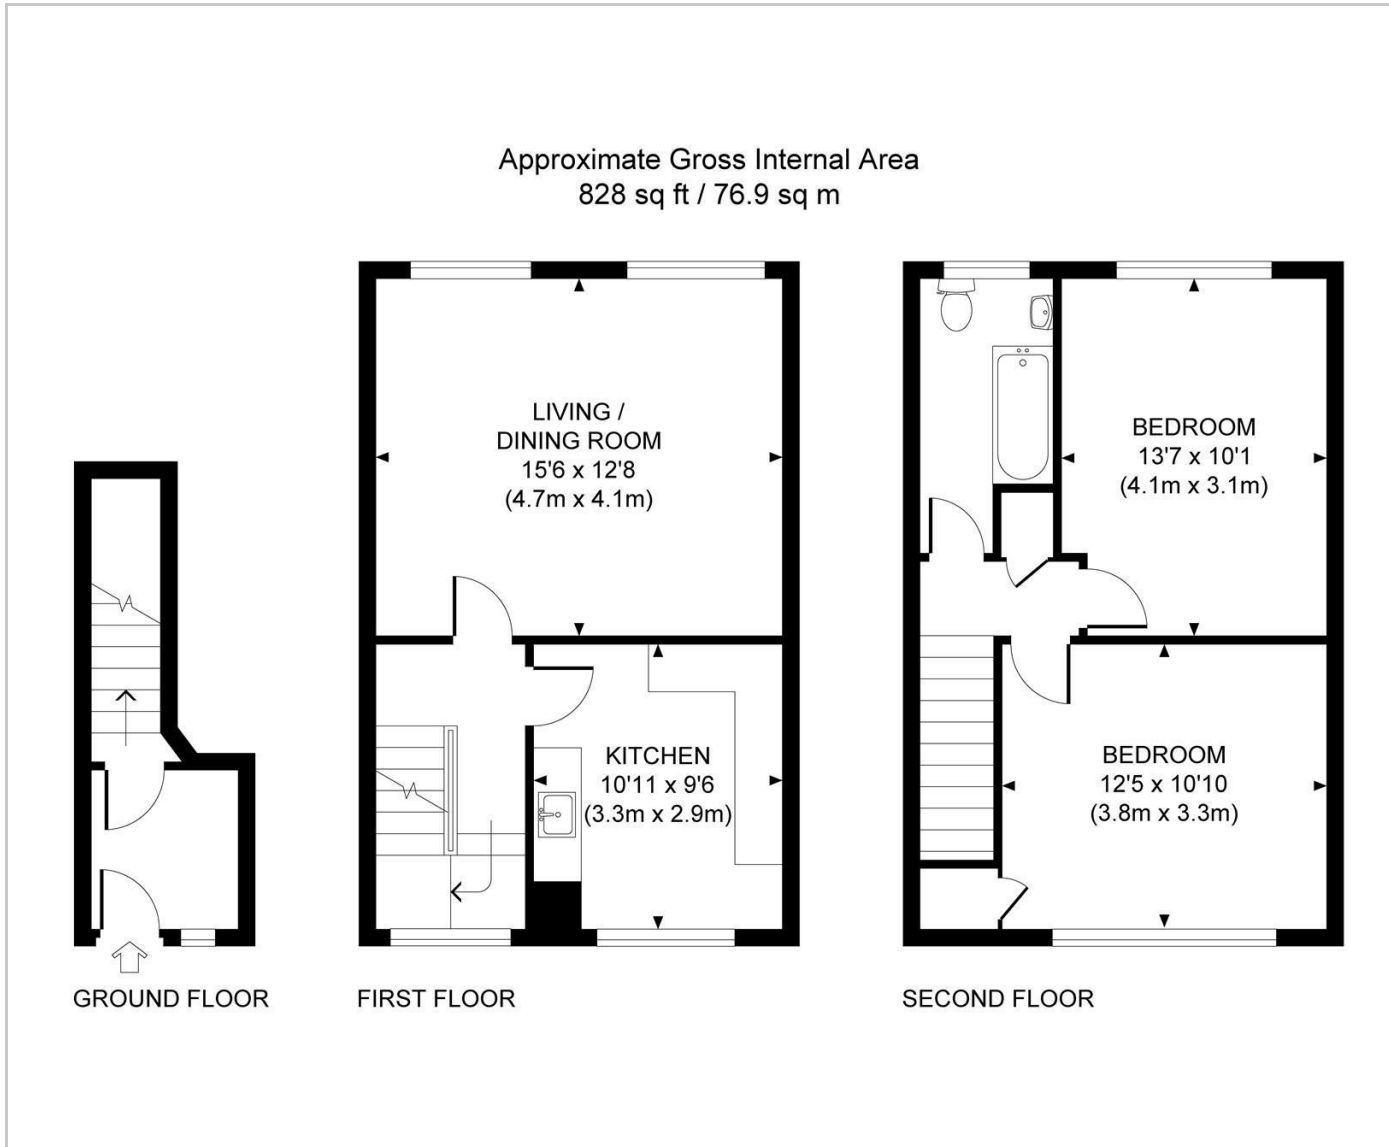 Approximate Gross Internal Area
828 sq ft / 76.9 sq m
LIVING /
DINING ROOM
15'6 x 12'8
(4.7m x 4.1m)
KITCHEN
10'11 x 9'6
(3.3m x 2.9m)
BEDROOM
13'7 x 10'1
(4.1m x 3.1m)
BEDROOM
12'5 x 10'10
(3.8m x 3.3m)
GROUND FLOOR
FIRST FLOOR
SECOND FLOOR